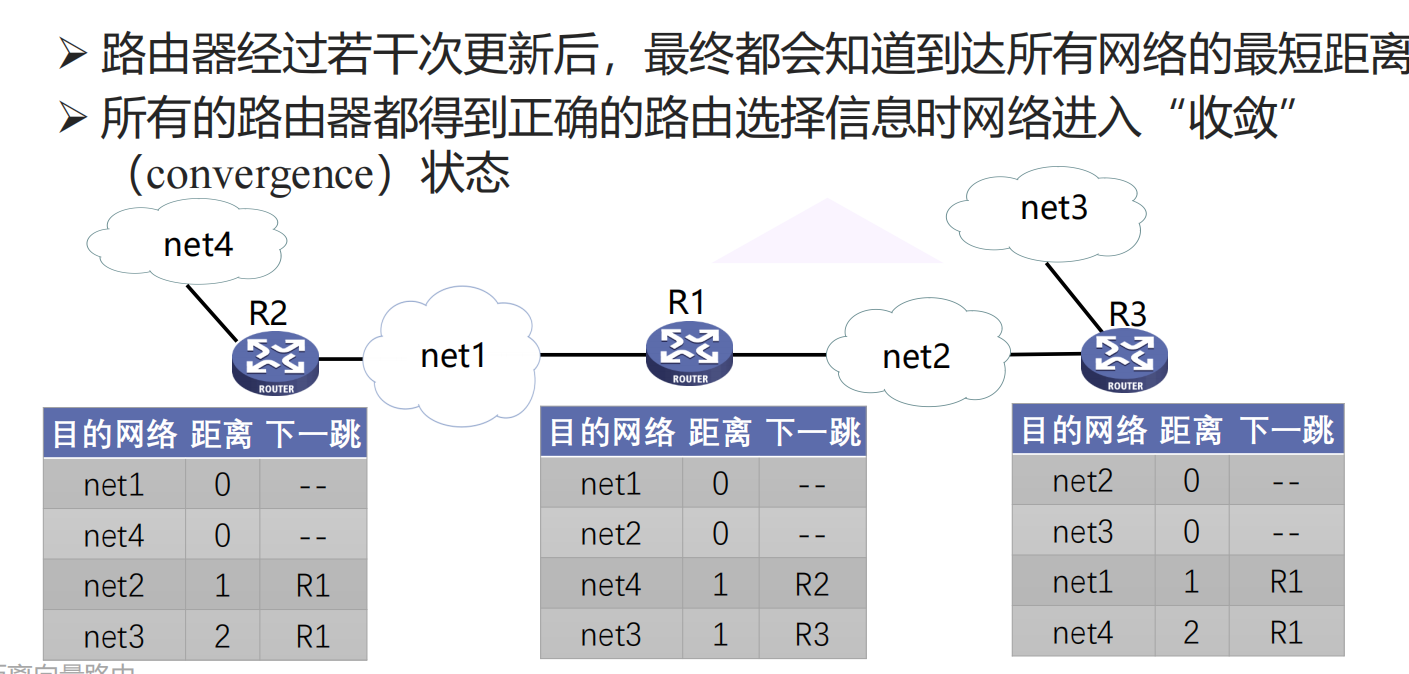 ➢ 路由器经过若干次更新后，最终都会知道到达所有网络的最短距离
➢ 所有的路由器都得到正确的路由选择信息时网络进入“收敛”
（convergence）状态
net4
net3
R2
R1
R3
net1
net2
ROUTER
ROUTER
ROUTER
目的网络 距离 下一跳
net1 0 --
net4 0 --
net2 1 R1
net3 2 R1
目的网络 距离 下一跳
net1 0 --
net2 0 --
net4 1 R2
net3 1 R3
目的网络 距离 下一跳
net2 0 --
net3 0 --
net1 1 R1
net4 2 R1
距离向量路由